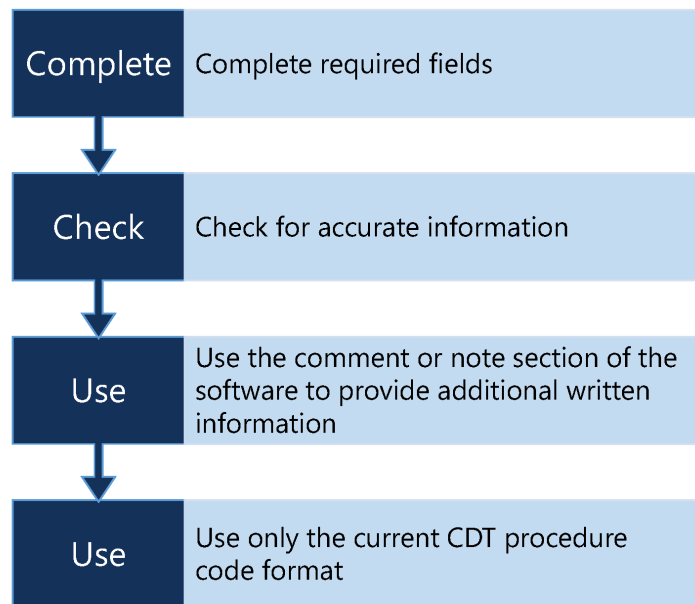 Complete
Complete required fields
Check
Check for accurate information
Use
Use the comment or note section of the
software to provide additional written
information
Use
Use only the current CDT procedure
code format